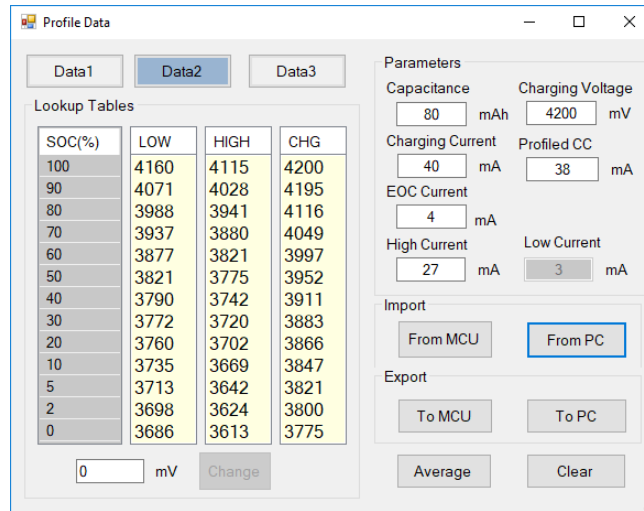 Profile Data
Data1 Data2 Data3
Lookup Tables
SOC(%) LOW HIGH CHG
100 4160 4115 4200
90 4071 4028 4195
80 3988 3941 4116
70 3937 3880 4049
60 3877 3821 3997
50 3821 3775 3952
40 3790 3742 3911
30 3772 3720 3883
20 3760 3702 3866
10 3735 3669 3847
5 3713 3642 3821
2 3698 3624 3800
0 3686 3613 3775
0 mV Change
Parameters
Capacitance Charging Voltage
80 mAh 4200 mV
Charging Current Profiled CC
40 mA 38 mA
EOC Current
4 mA
High Current Low Current
27 mA 3 mA
Import
From MCU From PC
Export
To MCU To PC
Average Clear